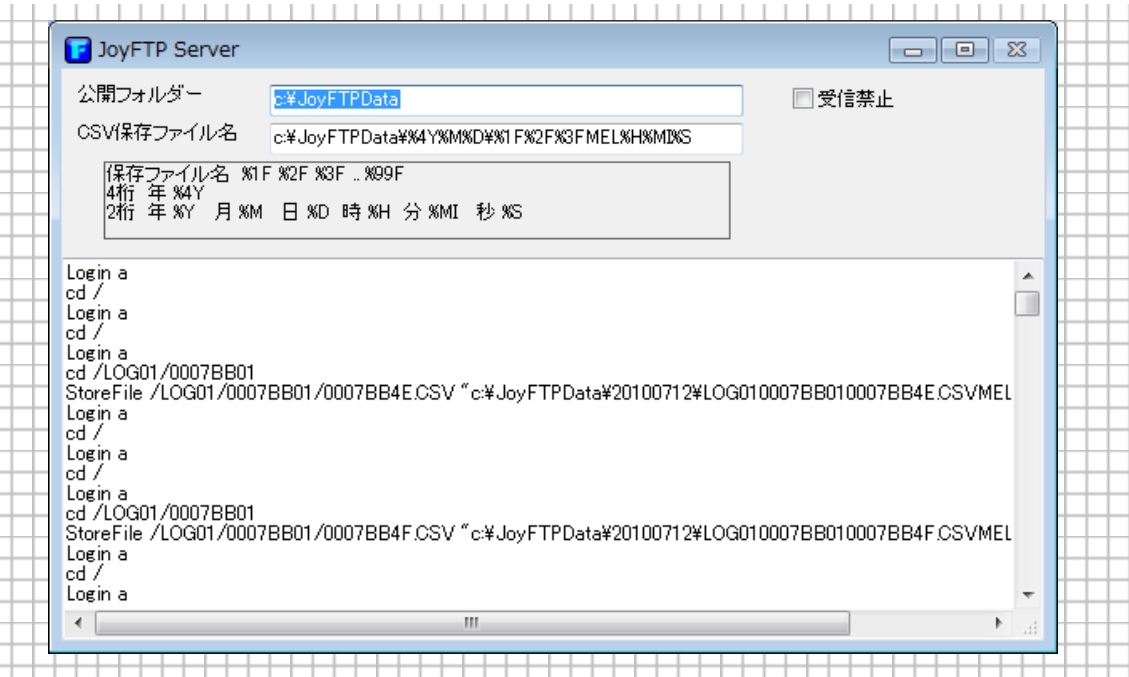 JoyFTP Server
公開フォルダー c:¥JoyFTPData 受信禁止
CSV保存ファイル名 c:¥JoyFTPData¥%4Y%M%D¥%1F%2F%3FMEL%H%MI%S
保存ファイル名 %1F %2F %3F .. %99F
4桁 年 %4Y
2桁 年 %Y 月 %M 日 %D 時 %H 分 %MI 秒 %S
Login a
cd /
Login a
cd /
Login a
cd /LOG01/0007BB01
StoreFile /LOG01/0007BB01/0007BB4E.CSV "c:¥JoyFTPData¥20100712¥LOG010007BB010007BB4E.CSVMEL
Login a
cd /
Login a
cd /
Login a
cd /LOG01/0007BB01
StoreFile /LOG01/0007BB01/0007BB4F.CSV "c:¥JoyFTPData¥20100712¥LOG010007BB010007BB4F.CSVMEL
Login a
cd /
Login a